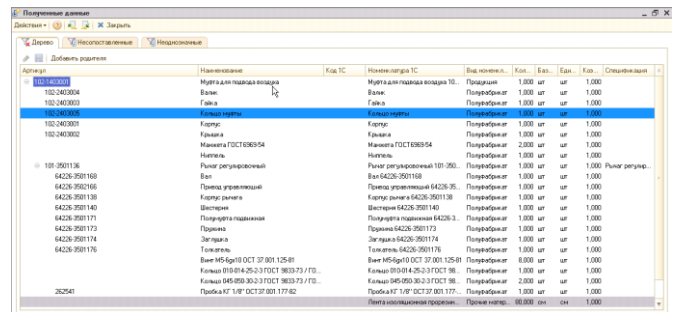 Полученные данные
Действия Закрыть
Дерево Несопоставленные Неоднозначные
Добавить родителя
Артикул Наименование Код 1С Номенклатура 1С Вид номенкл... Кол... Баз... Еди... Коэ... Спецификация
102-1403001 Муфта для подвода воздуха Муфта для подвода воздуха 10... Продукция 1,000 шт шт 1,000
102-2403004 Валик Валик Полуфабрикат 1,000 шт шт 1,000
102-2403003 Гайка Гайка Полуфабрикат 1,000 шт шт 1,000
102-2403005 Кольцо муфты Кольцо муфты Полуфабрикат 1,000 шт шт 1,000
102-2403001 Корпус Корпус Полуфабрикат 1,000 шт шт 1,000
102-2403002 Крышка Крышка Полуфабрикат 1,000 шт шт 1,000
Манжета ГОСТ6969-54 Манжета ГОСТ6969-54 Полуфабрикат 2,000 шт шт 1,000
Ниппель Ниппель Полуфабрикат 1,000 шт шт 1,000
101-3501136 Рычаг регулировочный Рычаг регулировочный 101-350... Полуфабрикат 1,000 шт шт 1,000 Рычаг регулир...
64226-3501168 Вал Вал 64226-3501168 Полуфабрикат 1,000 шт шт 1,000
64226-3502166 Привод управляющий Привод управляющий 64226-35... Полуфабрикат 1,000 шт шт 1,000
64226-3501138 Корпус рычага Корпус рычага 64226-3501138 Полуфабрикат 1,000 шт шт 1,000
64226-3501140 Шестерня Шестерня 64226-3501140 Полуфабрикат 1,000 шт шт 1,000
64226-3501171 Полумуфта подвижная Полумуфта подвижная 64226-3... Полуфабрикат 1,000 шт шт 1,000
64226-3501173 Пружина Пружина 64226-3501173 Полуфабрикат 1,000 шт шт 1,000
64226-3501174 Заглушка Заглушка 64226-3501174 Полуфабрикат 1,000 шт шт 1,000
64226-3501176 Толкатель Толкатель 64226-3501176 Полуфабрикат 1,000 шт шт 1,000
Винт М5-6gx10 ОСТ 37.001.125-81 Винт М5-6gx10 ОСТ 37.001.125-81 Полуфабрикат 8,000 шт шт 1,000
Кольцо 010-014-25-2-3 ГОСТ 9833-73 / ГО... Кольцо 010-014-25-2-3 ГОСТ 98... Полуфабрикат 1,000 шт шт 1,000
Кольцо 045-050-30-2-3 ГОСТ 9833-73 / ГО... Кольцо 045-050-30-2-3 ГОСТ 98... Полуфабрикат 2,000 шт шт 1,000
262541 Пробка КГ 1/8" ОСТ37.001.177-82 Пробка КГ 1/8" ОСТ37.001.177-... Полуфабрикат 1,000 шт шт 1,000
Лента изоляционная прорезин... Прочие матер... 80,000 см см 1,000